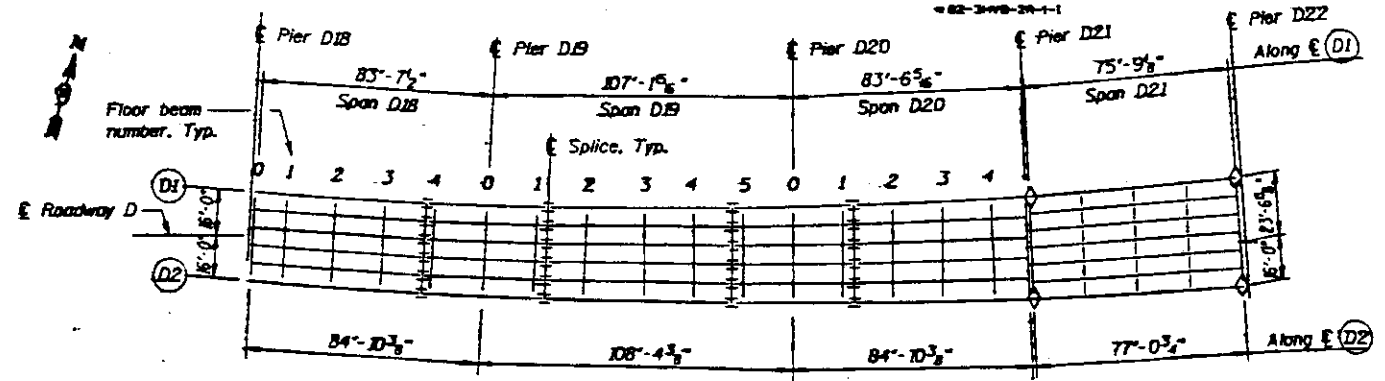 ℄ Pier D18
℄ Pier D19
℄ Pier D20
℄ Pier D21
℄ Pier D22
Along ℄ D1
N
83'-7½"
107'-1⁵⁄₁₆"
83'-6⁵⁄₁₆"
75'-9⅛"
Span D18
Span D19
Span D20
Span D21
Floor beam
number. Typ.
℄ Splice, Typ.
0 1 2 3 4 0 1 2 3 4 5 0 1 2 3 4
D1
℄ Roadway D
D2
16'-0" 16'-0"
16'-0" 23'-6⅝"
84'-10⅜"
108'-4⅜"
84'-10⅜"
77'-0¾"
Along ℄ D2